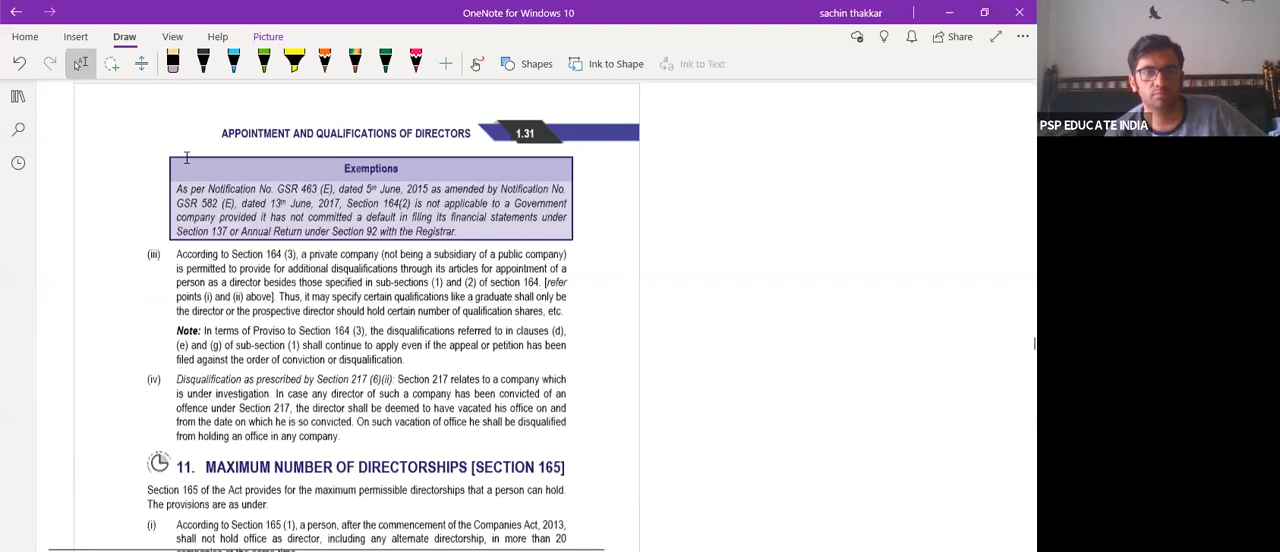 OneNote for Windows 10
sachin thakkar
Home Insert Draw View Help Picture
Share
Shapes Ink to Shape Ink to Text
PSP EDUCATE INDIA
APPOINTMENT AND QUALIFICATIONS OF DIRECTORS 1.31
Exemptions
As per Notification No. GSR 463 (E), dated 5th June, 2015 as amended by Notification No.
GSR 582 (E), dated 13th June, 2017, Section 164(2) is not applicable to a Government
company provided it has not committed a default in filing its financial statements under
Section 137 or Annual Return under Section 92 with the Registrar.
(iii) According to Section 164 (3), a private company (not being a subsidiary of a public company)
is permitted to provide for additional disqualifications through its articles for appointment of a
person as a director besides those specified in sub-sections (1) and (2) of section 164. [refer
points (i) and (ii) above]. Thus, it may specify certain qualifications like a graduate shall only be
the director or the prospective director should hold certain number of qualification shares, etc.
Note: In terms of Proviso to Section 164 (3), the disqualifications referred to in clauses (d),
(e) and (g) of sub-section (1) shall continue to apply even if the appeal or petition has been
filed against the order of conviction or disqualification.
(iv) Disqualification as prescribed by Section 217 (6)(ii): Section 217 relates to a company which
is under investigation. In case any director of such a company has been convicted of an
offence under Section 217, the director shall be deemed to have vacated his office on and
from the date on which he is so convicted. On such vacation of office he shall be disqualified
from holding an office in any company.
11. MAXIMUM NUMBER OF DIRECTORSHIPS [SECTION 165]
Section 165 of the Act provides for the maximum permissible directorships that a person can hold.
The provisions are as under:
(i) According to Section 165 (1), a person, after the commencement of the Companies Act, 2013,
shall not hold office as director, including any alternate directorship, in more than 20
companies at the same time